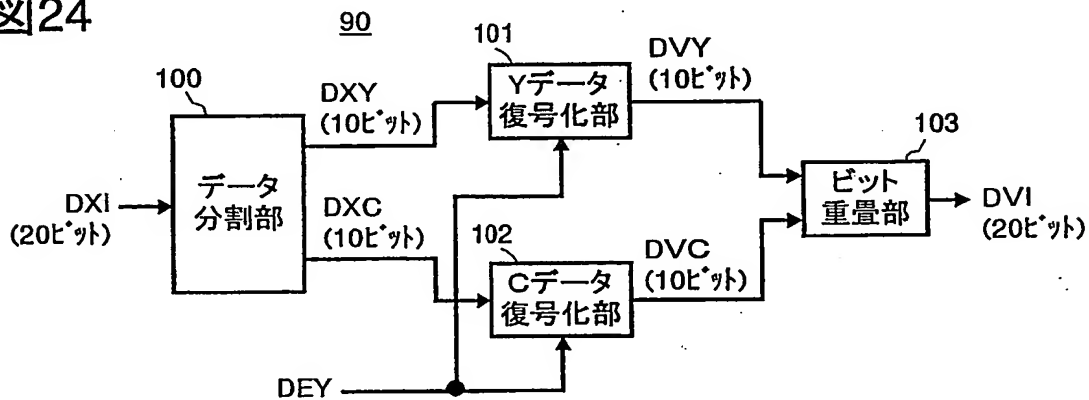 図24
90
100
データ
分割部
DXI
(20ビット)
DXY
(10ビット)
DXC
(10ビット)
101
Yデータ
復号化部
102
Cデータ
復号化部
DEY
DVY
(10ビット)
DVC
(10ビット)
103
ビット
重畳部
DVI
(20ビット)